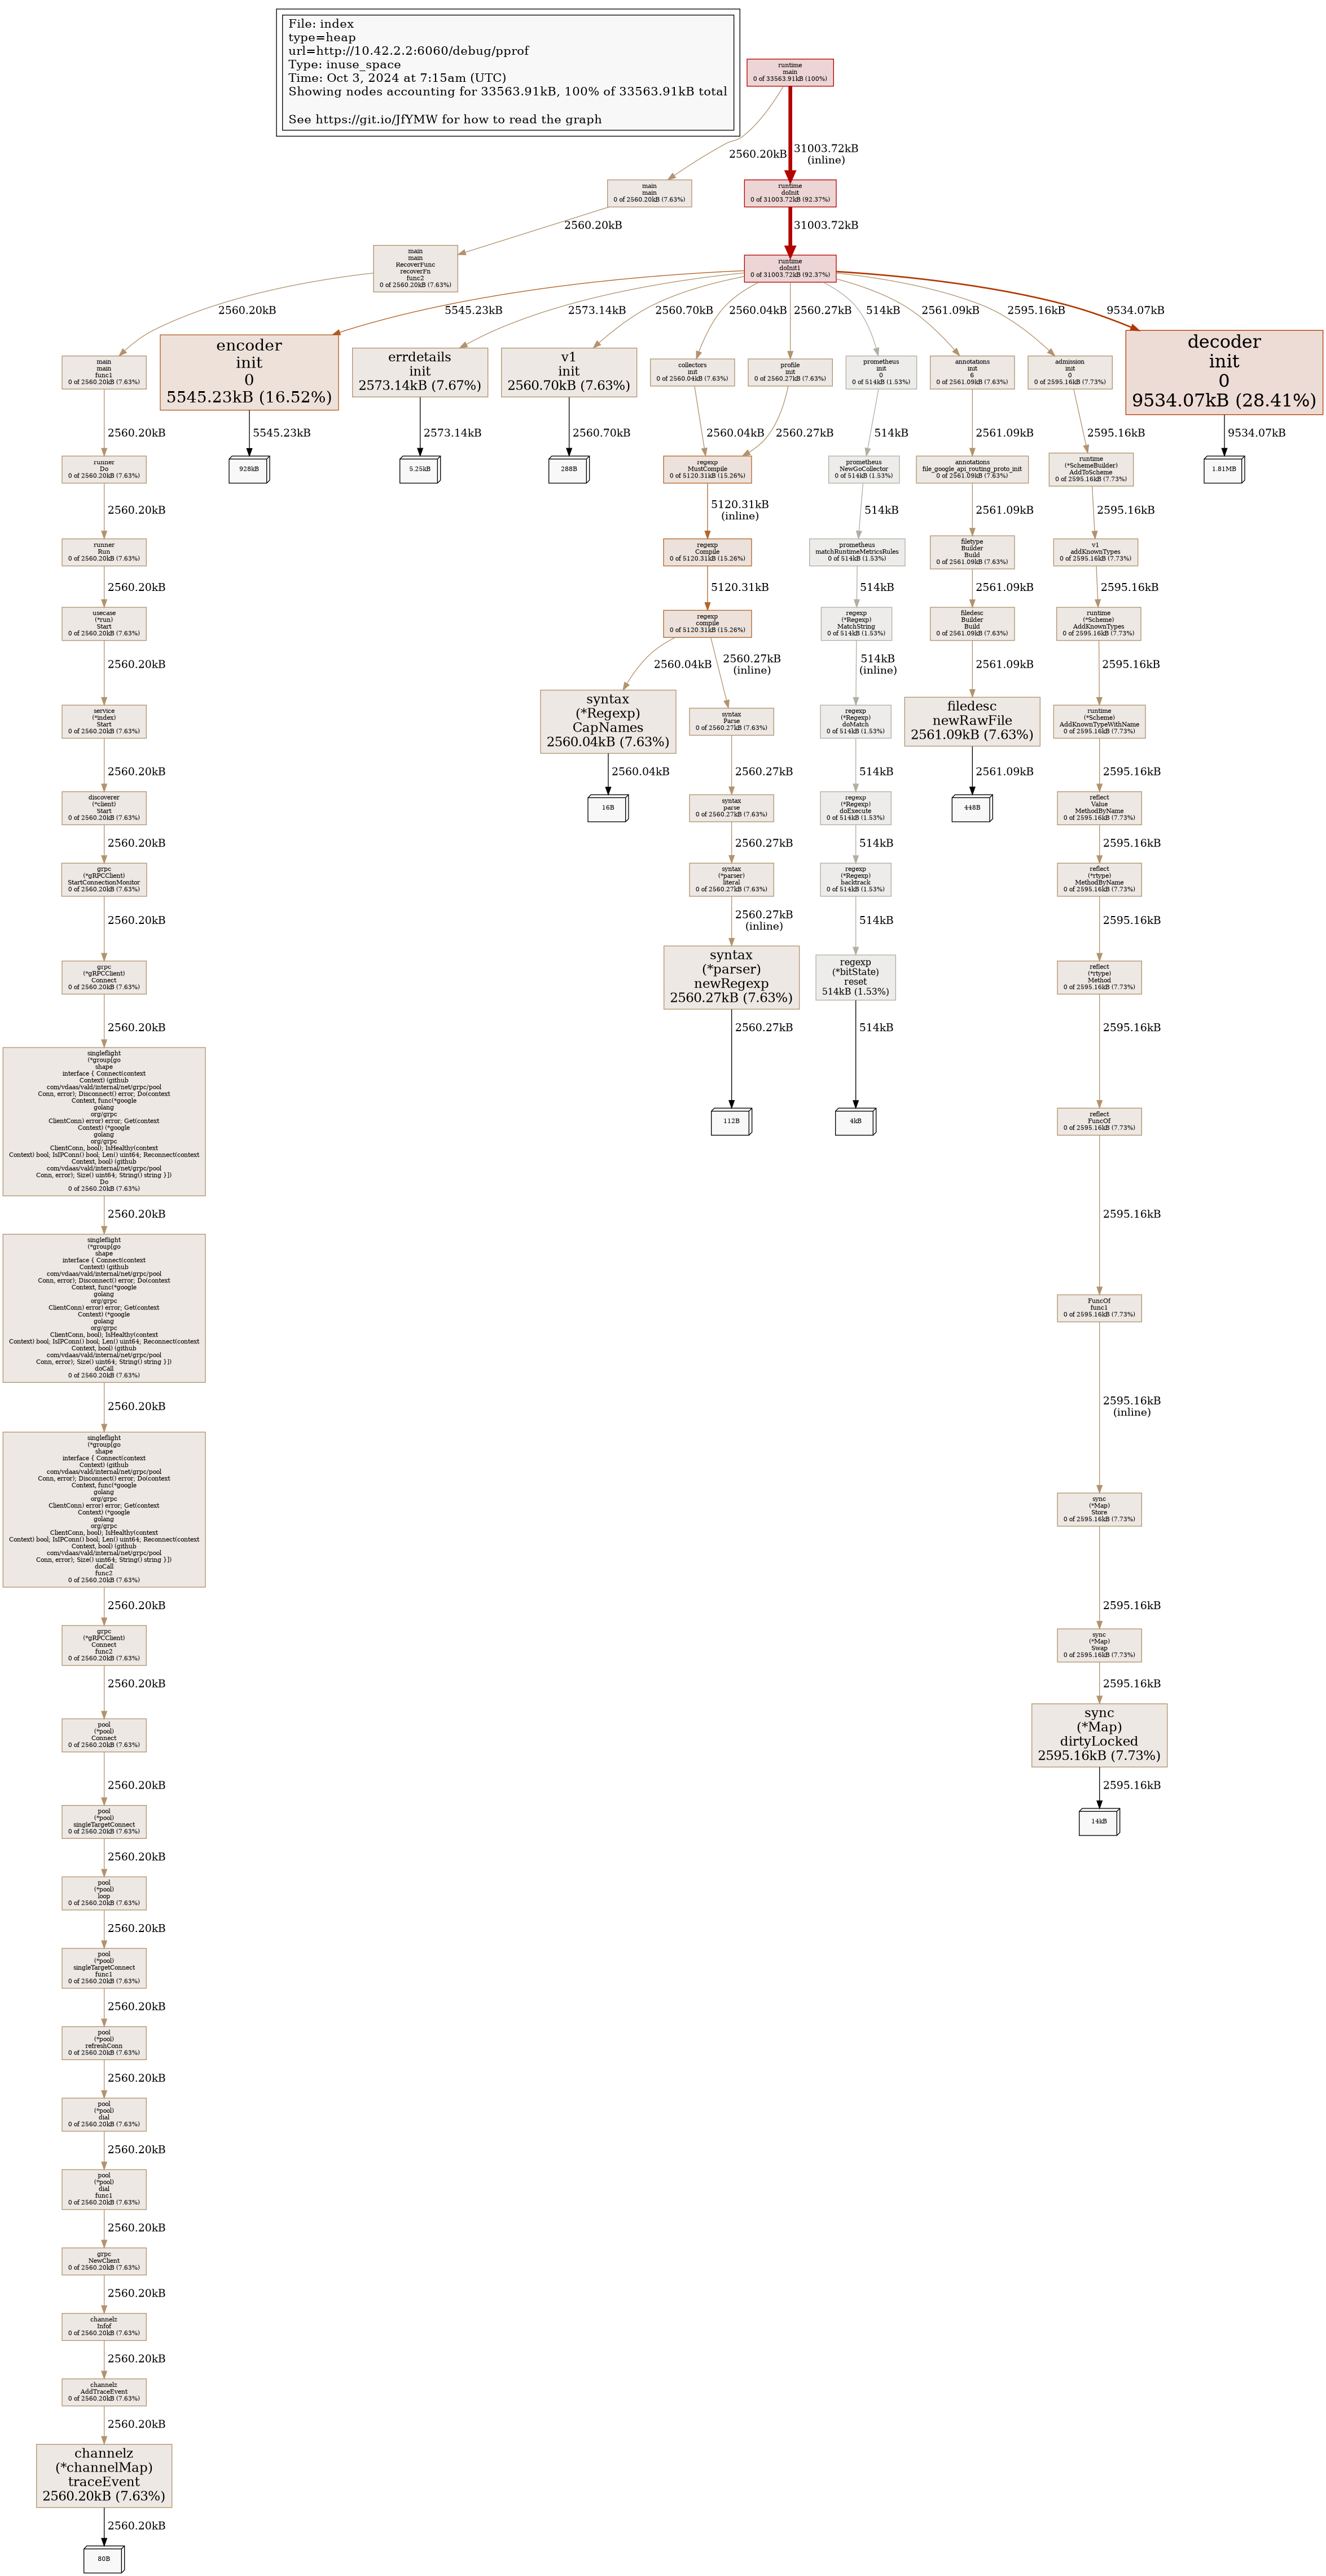 File: index
type=heap
url=http://10.42.2.2:6060/debug/pprof
Type: inuse_space
Time: Oct 3, 2024 at 7:15am (UTC)
Showing nodes accounting for 33563.91kB, 100% of 33563.91kB total
See https://git.io/JfYMW for how to read the graph
runtime
main
0 of 33563.91kB (100%)
2560.20kB
31003.72kB
(inline)
main
main
0 of 2560.20kB (7.63%)
runtime
doInit
0 of 31003.72kB (92.37%)
2560.20kB
31003.72kB
main
main
RecoverFunc
recoverFn
func2
0 of 2560.20kB (7.63%)
runtime
doInit1
0 of 31003.72kB (92.37%)
2560.20kB
5545.23kB
2573.14kB
2560.70kB
2560.04kB
2560.27kB
514kB
2561.09kB
2595.16kB
9534.07kB
main
main
func1
0 of 2560.20kB (7.63%)
encoder
init
0
5545.23kB (16.52%)
errdetails
init
2573.14kB (7.67%)
v1
init
2560.70kB (7.63%)
collectors
init
0 of 2560.04kB (7.63%)
profile
init
0 of 2560.27kB (7.63%)
prometheus
init
0
0 of 514kB (1.53%)
annotations
init
6
0 of 2561.09kB (7.63%)
admission
init
0
0 of 2595.16kB (7.73%)
decoder
init
0
9534.07kB (28.41%)
2560.20kB
5545.23kB
2573.14kB
2560.70kB
2560.04kB
2560.27kB
514kB
2561.09kB
2595.16kB
9534.07kB
runner
Do
0 of 2560.20kB (7.63%)
928kB
5.25kB
288B
regexp
MustCompile
0 of 5120.31kB (15.26%)
prometheus
NewGoCollector
0 of 514kB (1.53%)
annotations
file_google_api_routing_proto_init
0 of 2561.09kB (7.63%)
runtime
(*SchemeBuilder)
AddToScheme
0 of 2595.16kB (7.73%)
1.81MB
2560.20kB
5120.31kB
(inline)
514kB
2561.09kB
2595.16kB
runner
Run
0 of 2560.20kB (7.63%)
regexp
Compile
0 of 5120.31kB (15.26%)
prometheus
matchRuntimeMetricsRules
0 of 514kB (1.53%)
filetype
Builder
Build
0 of 2561.09kB (7.63%)
v1
addKnownTypes
0 of 2595.16kB (7.73%)
2560.20kB
5120.31kB
514kB
2561.09kB
2595.16kB
usecase
(*run)
Start
0 of 2560.20kB (7.63%)
regexp
compile
0 of 5120.31kB (15.26%)
regexp
(*Regexp)
MatchString
0 of 514kB (1.53%)
filedesc
Builder
Build
0 of 2561.09kB (7.63%)
runtime
(*Scheme)
AddKnownTypes
0 of 2595.16kB (7.73%)
2560.20kB
2560.04kB
2560.27kB
(inline)
514kB
(inline)
2561.09kB
2595.16kB
service
(*index)
Start
0 of 2560.20kB (7.63%)
syntax
(*Regexp)
CapNames
2560.04kB (7.63%)
syntax
Parse
0 of 2560.27kB (7.63%)
regexp
(*Regexp)
doMatch
0 of 514kB (1.53%)
filedesc
newRawFile
2561.09kB (7.63%)
runtime
(*Scheme)
AddKnownTypeWithName
0 of 2595.16kB (7.73%)
2560.20kB
2560.04kB
2560.27kB
514kB
2561.09kB
2595.16kB
discoverer
(*client)
Start
0 of 2560.20kB (7.63%)
16B
syntax
parse
0 of 2560.27kB (7.63%)
regexp
(*Regexp)
doExecute
0 of 514kB (1.53%)
448B
reflect
Value
MethodByName
0 of 2595.16kB (7.73%)
2560.20kB
2560.27kB
514kB
2595.16kB
grpc
(*gRPCClient)
StartConnectionMonitor
0 of 2560.20kB (7.63%)
syntax
(*parser)
literal
0 of 2560.27kB (7.63%)
regexp
(*Regexp)
backtrack
0 of 514kB (1.53%)
reflect
(*rtype)
MethodByName
0 of 2595.16kB (7.73%)
2560.20kB
2560.27kB
(inline)
514kB
2595.16kB
grpc
(*gRPCClient)
Connect
0 of 2560.20kB (7.63%)
syntax
(*parser)
newRegexp
2560.27kB (7.63%)
regexp
(*bitState)
reset
514kB (1.53%)
reflect
(*rtype)
Method
0 of 2595.16kB (7.73%)
2560.20kB
2560.27kB
514kB
2595.16kB
singleflight
(*group[go
shape
interface { Connect(context
Context) (github
com/vdaas/vald/internal/net/grpc/pool
Conn, error); Disconnect() error; Do(context
Context, func(*google
golang
org/grpc
ClientConn) error) error; Get(context
Context) (*google
golang
org/grpc
ClientConn, bool); IsHealthy(context
Context) bool; IsIPConn() bool; Len() uint64; Reconnect(context
Context, bool) (github
com/vdaas/vald/internal/net/grpc/pool
Conn, error); Size() uint64; String() string }])
Do
0 of 2560.20kB (7.63%)
112B
4kB
reflect
FuncOf
0 of 2595.16kB (7.73%)
2560.20kB
2595.16kB
singleflight
(*group[go
shape
interface { Connect(context
Context) (github
com/vdaas/vald/internal/net/grpc/pool
Conn, error); Disconnect() error; Do(context
Context, func(*google
golang
org/grpc
ClientConn) error) error; Get(context
Context) (*google
golang
org/grpc
ClientConn, bool); IsHealthy(context
Context) bool; IsIPConn() bool; Len() uint64; Reconnect(context
Context, bool) (github
com/vdaas/vald/internal/net/grpc/pool
Conn, error); Size() uint64; String() string }])
doCall
0 of 2560.20kB (7.63%)
FuncOf
func1
0 of 2595.16kB (7.73%)
2560.20kB
2595.16kB
(inline)
singleflight
(*group[go
shape
interface { Connect(context
Context) (github
com/vdaas/vald/internal/net/grpc/pool
Conn, error); Disconnect() error; Do(context
Context, func(*google
golang
org/grpc
ClientConn) error) error; Get(context
Context) (*google
golang
org/grpc
ClientConn, bool); IsHealthy(context
Context) bool; IsIPConn() bool; Len() uint64; Reconnect(context
Context, bool) (github
com/vdaas/vald/internal/net/grpc/pool
Conn, error); Size() uint64; String() string }])
doCall
func2
0 of 2560.20kB (7.63%)
sync
(*Map)
Store
0 of 2595.16kB (7.73%)
2560.20kB
2595.16kB
grpc
(*gRPCClient)
Connect
func2
0 of 2560.20kB (7.63%)
sync
(*Map)
Swap
0 of 2595.16kB (7.73%)
2560.20kB
2595.16kB
pool
(*pool)
Connect
0 of 2560.20kB (7.63%)
sync
(*Map)
dirtyLocked
2595.16kB (7.73%)
2560.20kB
2595.16kB
pool
(*pool)
singleTargetConnect
0 of 2560.20kB (7.63%)
14kB
2560.20kB
pool
(*pool)
loop
0 of 2560.20kB (7.63%)
2560.20kB
pool
(*pool)
singleTargetConnect
func1
0 of 2560.20kB (7.63%)
2560.20kB
pool
(*pool)
refreshConn
0 of 2560.20kB (7.63%)
2560.20kB
pool
(*pool)
dial
0 of 2560.20kB (7.63%)
2560.20kB
pool
(*pool)
dial
func1
0 of 2560.20kB (7.63%)
2560.20kB
grpc
NewClient
0 of 2560.20kB (7.63%)
2560.20kB
channelz
Infof
0 of 2560.20kB (7.63%)
2560.20kB
channelz
AddTraceEvent
0 of 2560.20kB (7.63%)
2560.20kB
channelz
(*channelMap)
traceEvent
2560.20kB (7.63%)
2560.20kB
80B